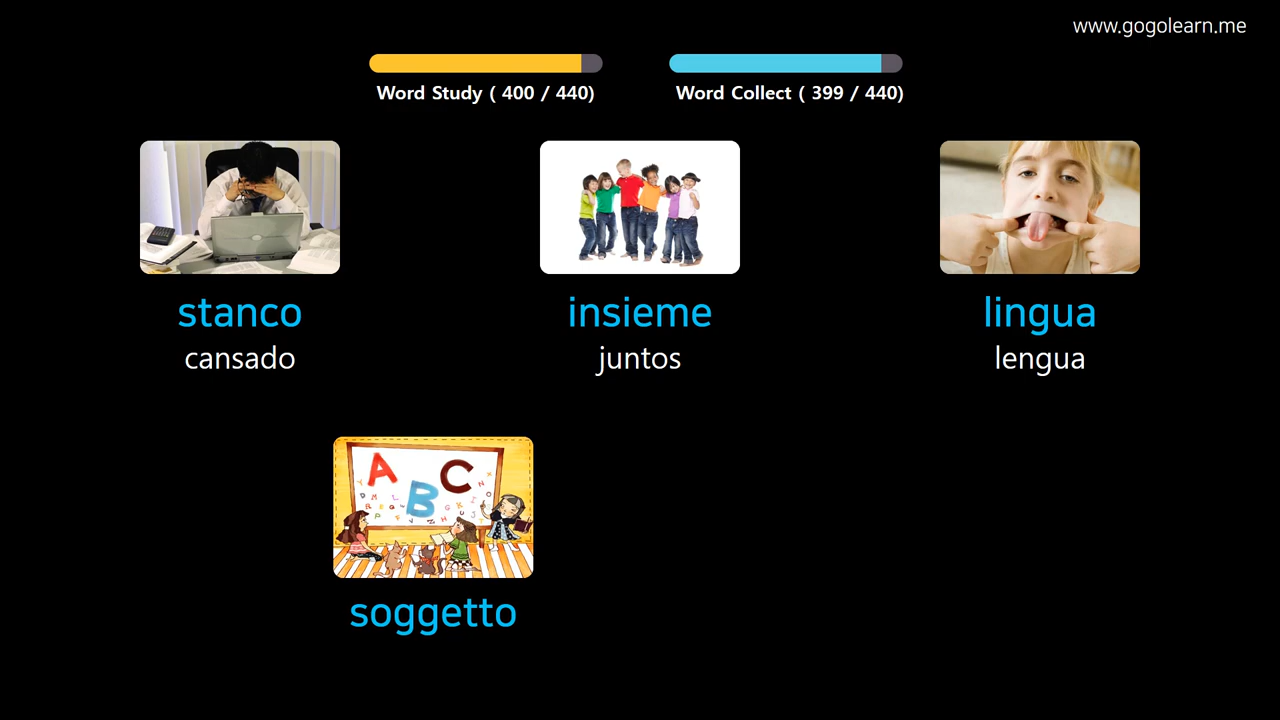 www.gogolearn.me
Word Study ( 400 / 440)
Word Collect ( 399 / 440)
stanco
insieme
lingua
cansado
juntos
lengua
A B C
soggetto